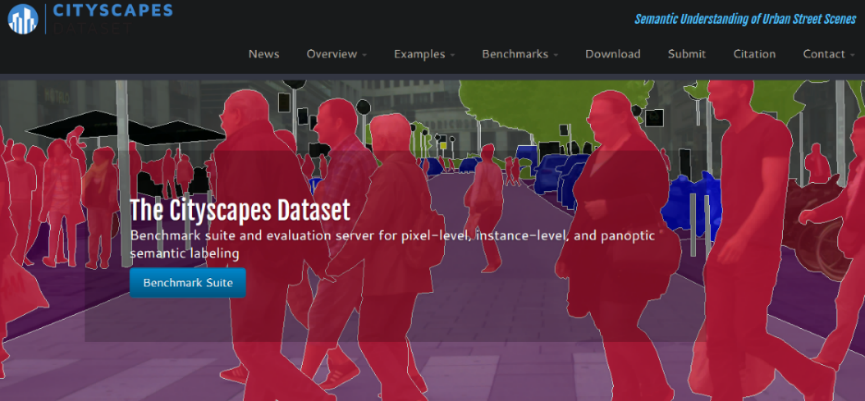 CITYSCAPES
DATASET
Semantic Understanding of Urban Street Scenes
News Overview Examples Benchmarks Download Submit Citation Contact
The Cityscapes Dataset
Benchmark suite and evaluation server for pixel-level, instance-level, and panoptic
semantic labeling
Benchmark Suite